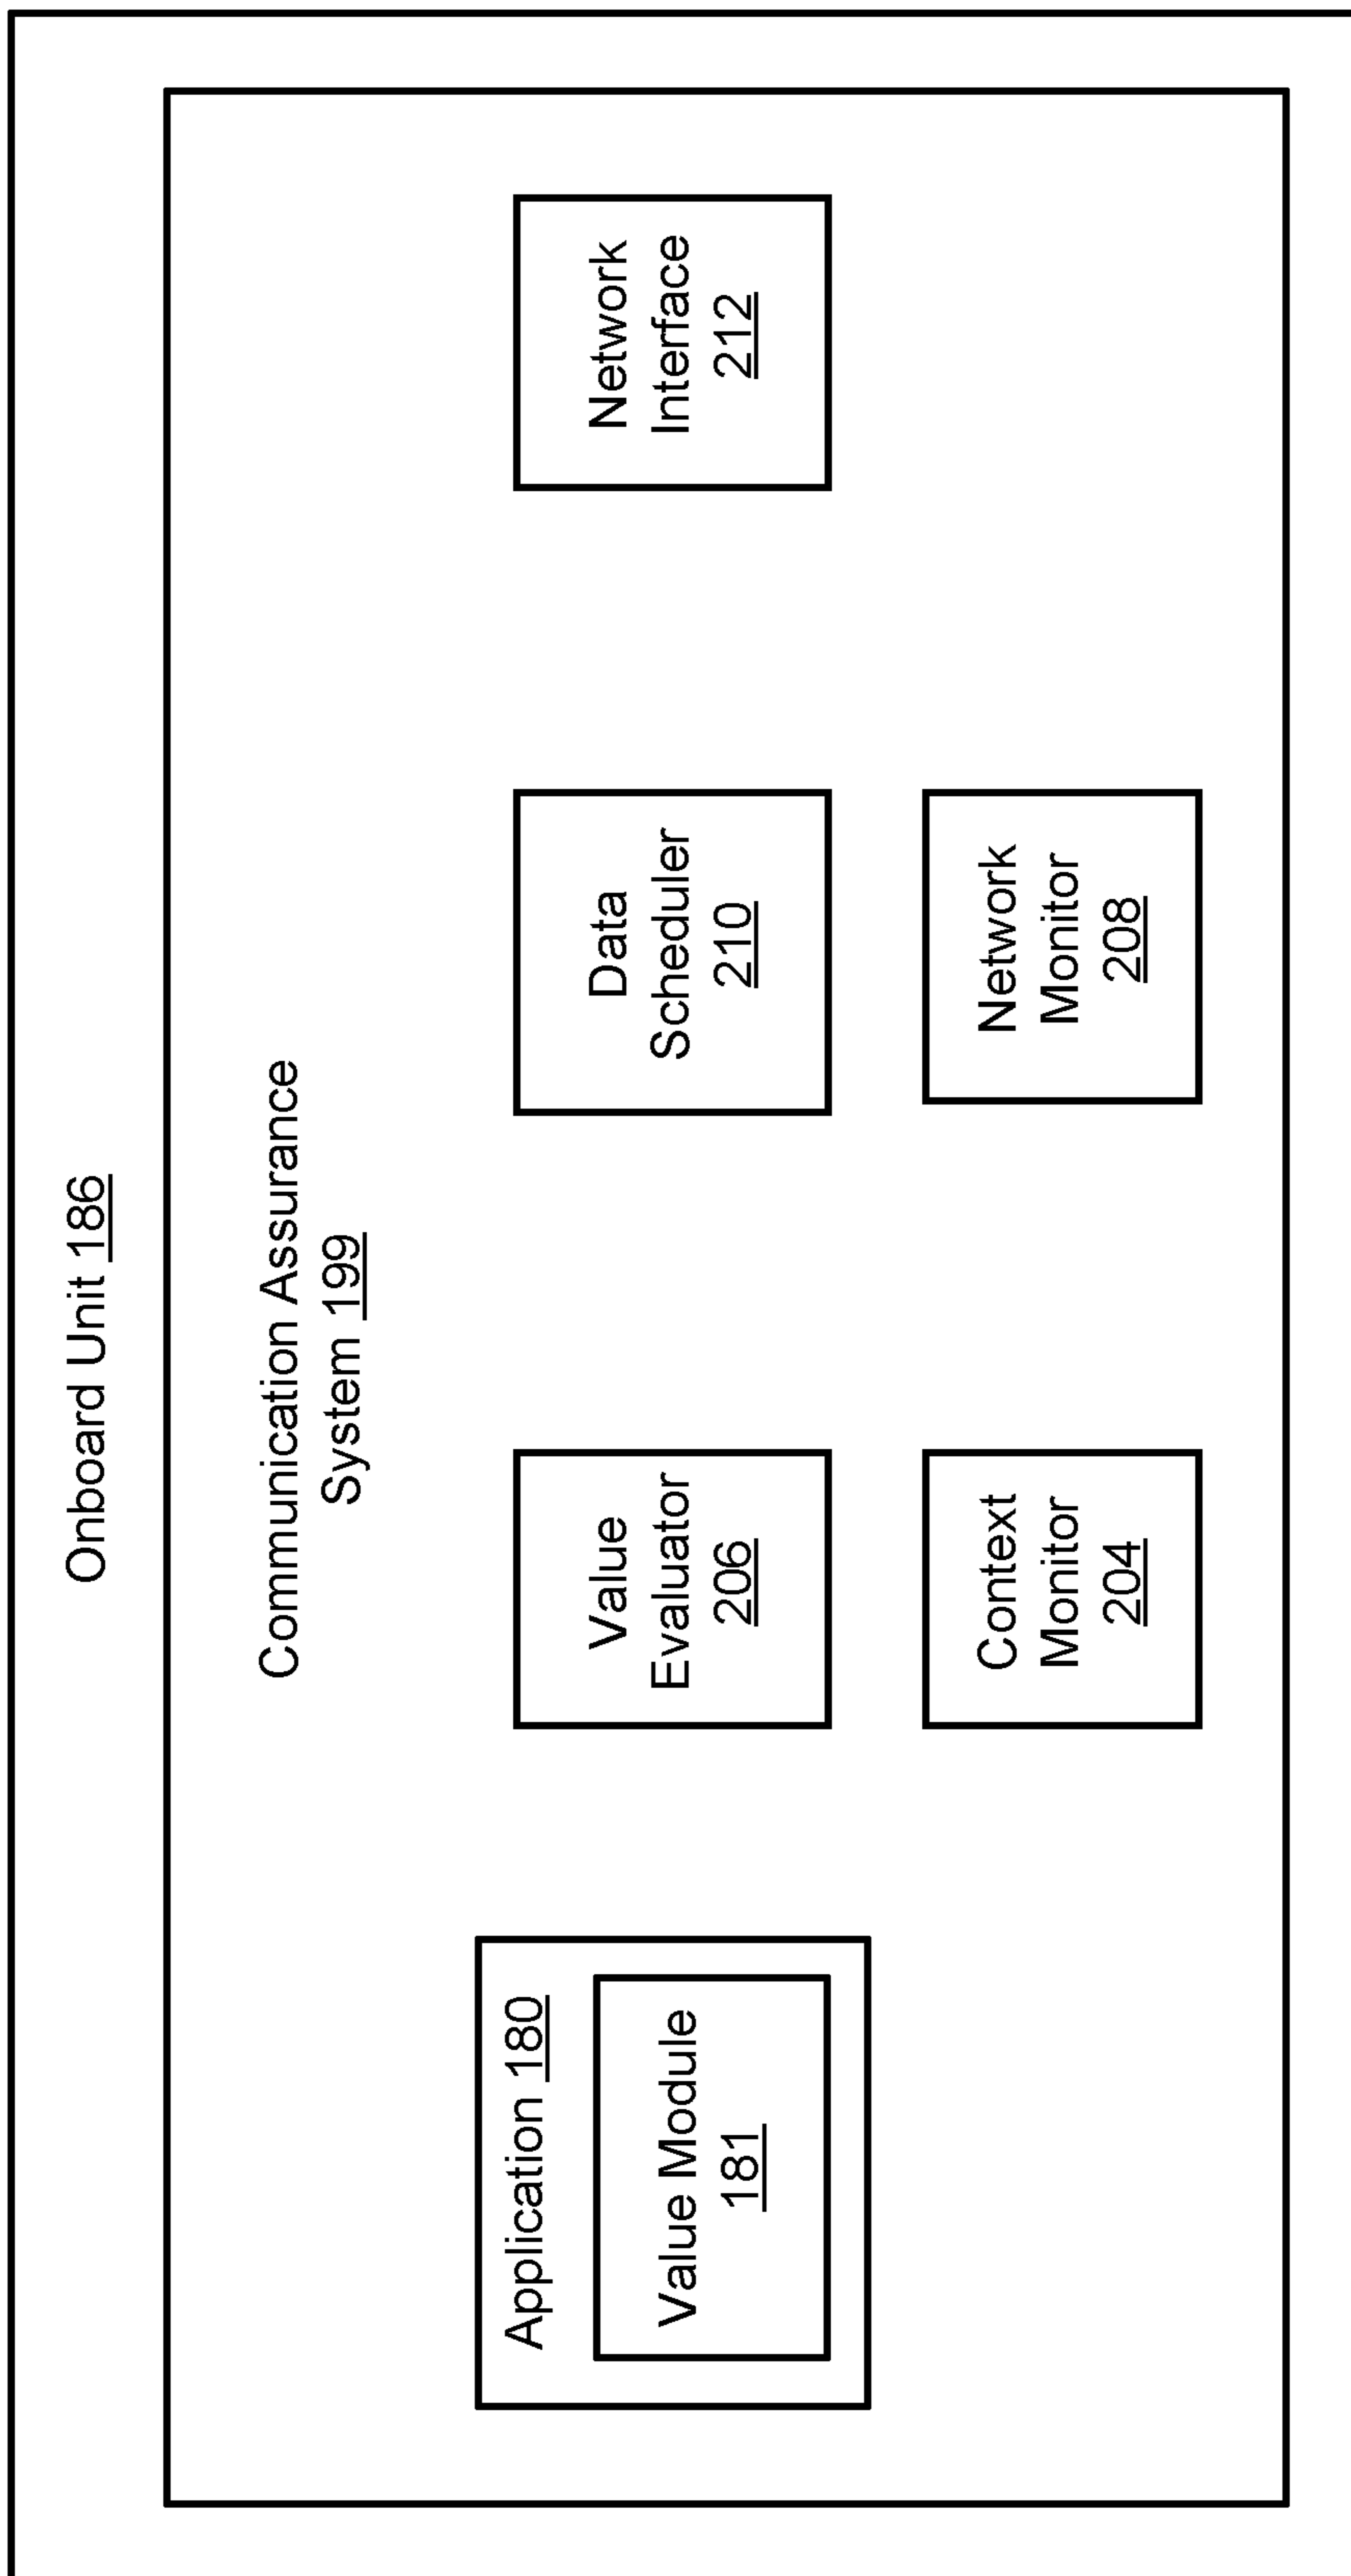 Onboard Unit 186
Communication Assurance
System 199
Application 180
Value Module
181
Value
Evaluator
206
Data
Scheduler
210
Network
Interface
212
Context
Monitor
204
Network
Monitor
208